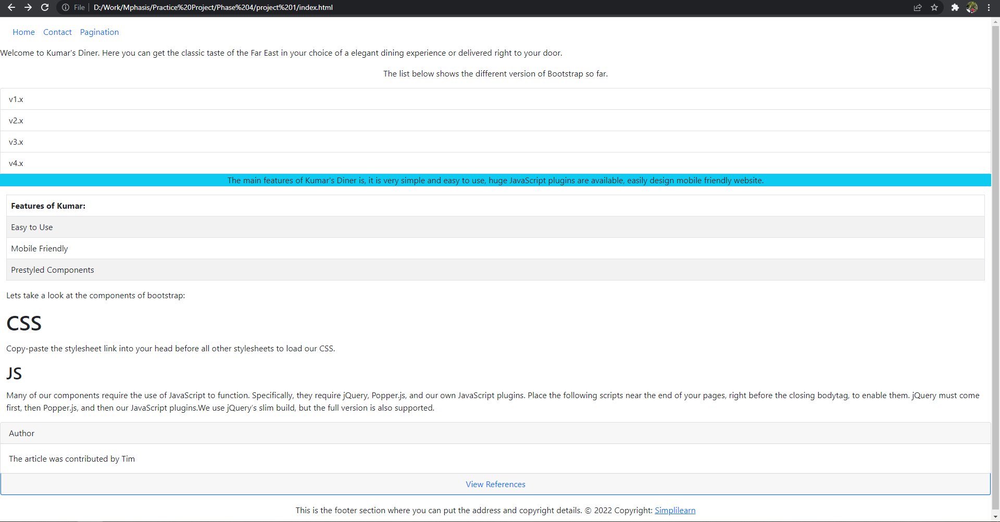 File D:/Work/Mphasis/Practice%20Project/Phase%204/project%201/index.html
Home Contact Pagination
Welcome to Kumar's Diner. Here you can get the classic taste of the Far East in your choice of a elegant dining experience or delivered right to your door.
The list below shows the different version of Bootstrap so far.
v1.x
v2.x
v3.x
v4.x
The main features of Kumar's Diner is, it is very simple and easy to use, huge JavaScript plugins are available, easily design mobile friendly website.
Features of Kumar:
Easy to Use
Mobile Friendly
Prestyled Components
Lets take a look at the components of bootstrap:
CSS
Copy-paste the stylesheet link into your head before all other stylesheets to load our CSS.
JS
Many of our components require the use of JavaScript to function. Specifically, they require jQuery, Popper.js, and our own JavaScript plugins. Place the following scripts near the end of your pages, right before the closing bodytag, to enable them. jQuery must come
first, then Popper.js, and then our JavaScript plugins.We use jQuery's slim build, but the full version is also supported.
Author
The article was contributed by Tim
View References
This is the footer section where you can put the address and copyright details. © 2022 Copyright: Simplilearn